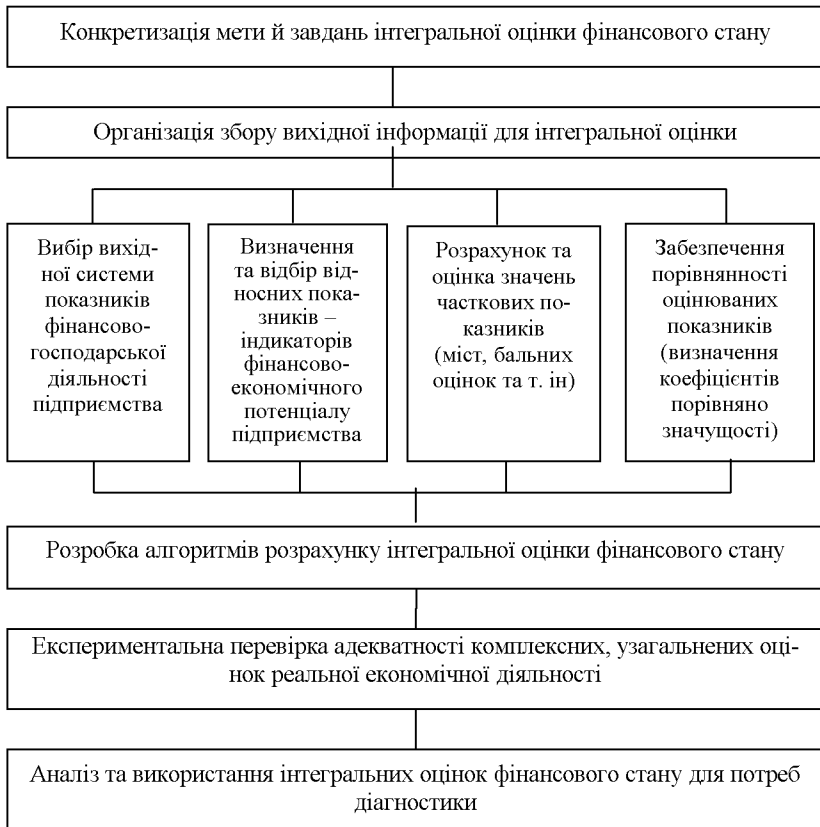 Конкретизація мети й завдань інтегральної оцінки фінансового стану
Організація збору вихідної інформації для інтегральної оцінки
Вибір вихід-
ної системи
показників
фінансово-
господарської
діяльності
підприємства
Визначення
та відбір від-
носних пока-
зників –
індикаторів
фінансово-
економічного
потенціалу
підприємства
Розрахунок та
оцінка значень
часткових по-
казників
(міст, бальних
оцінок та т. ін)
Забезпечення
порівнянності
оцінюваних
показників
(визначення
коефіцієнтів
порівняно
значущості)
Розробка алгоритмів розрахунку інтегральної оцінки фінансового стану
Експериментальна перевірка адекватності комплексних, узагальнених оці-
нок реальної економічної діяльності
Аналіз та використання інтегральних оцінок фінансового стану для потреб
діагностики